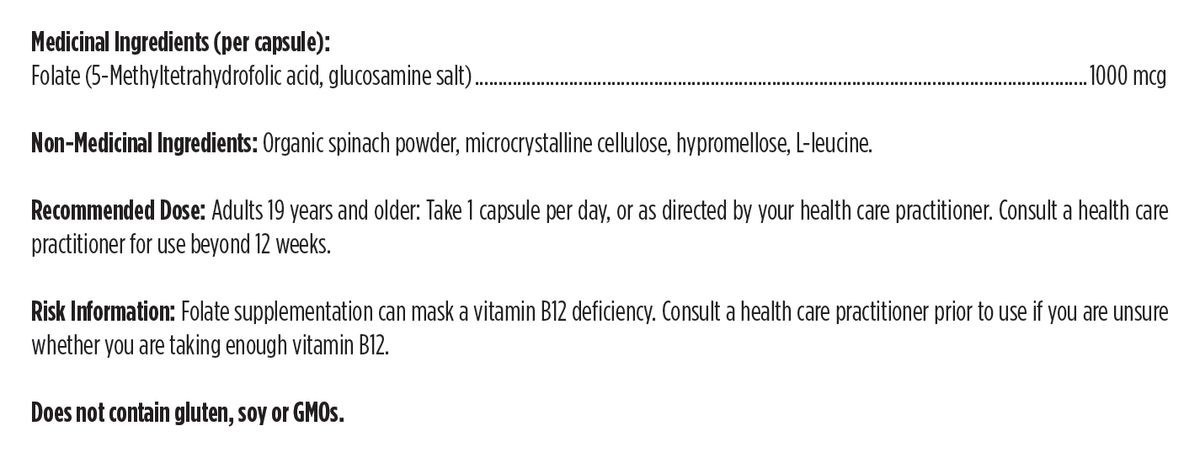 Medicinal Ingredients (per capsule):
Folate (5-Methyltetrahydrofolic acid, glucosamine salt)....................................................................................................................................1000 mcg
Non-Medicinal Ingredients: Organic spinach powder, microcrystalline cellulose, hypromellose, L-leucine.
Recommended Dose: Adults 19 years and older: Take 1 capsule per day, or as directed by your health care practitioner. Consult a health care
practitioner for use beyond 12 weeks.
Risk Information: Folate supplementation can mask a vitamin B12 deficiency. Consult a health care practitioner prior to use if you are unsure
whether you are taking enough vitamin B12.
Does not contain gluten, soy or GMOs.